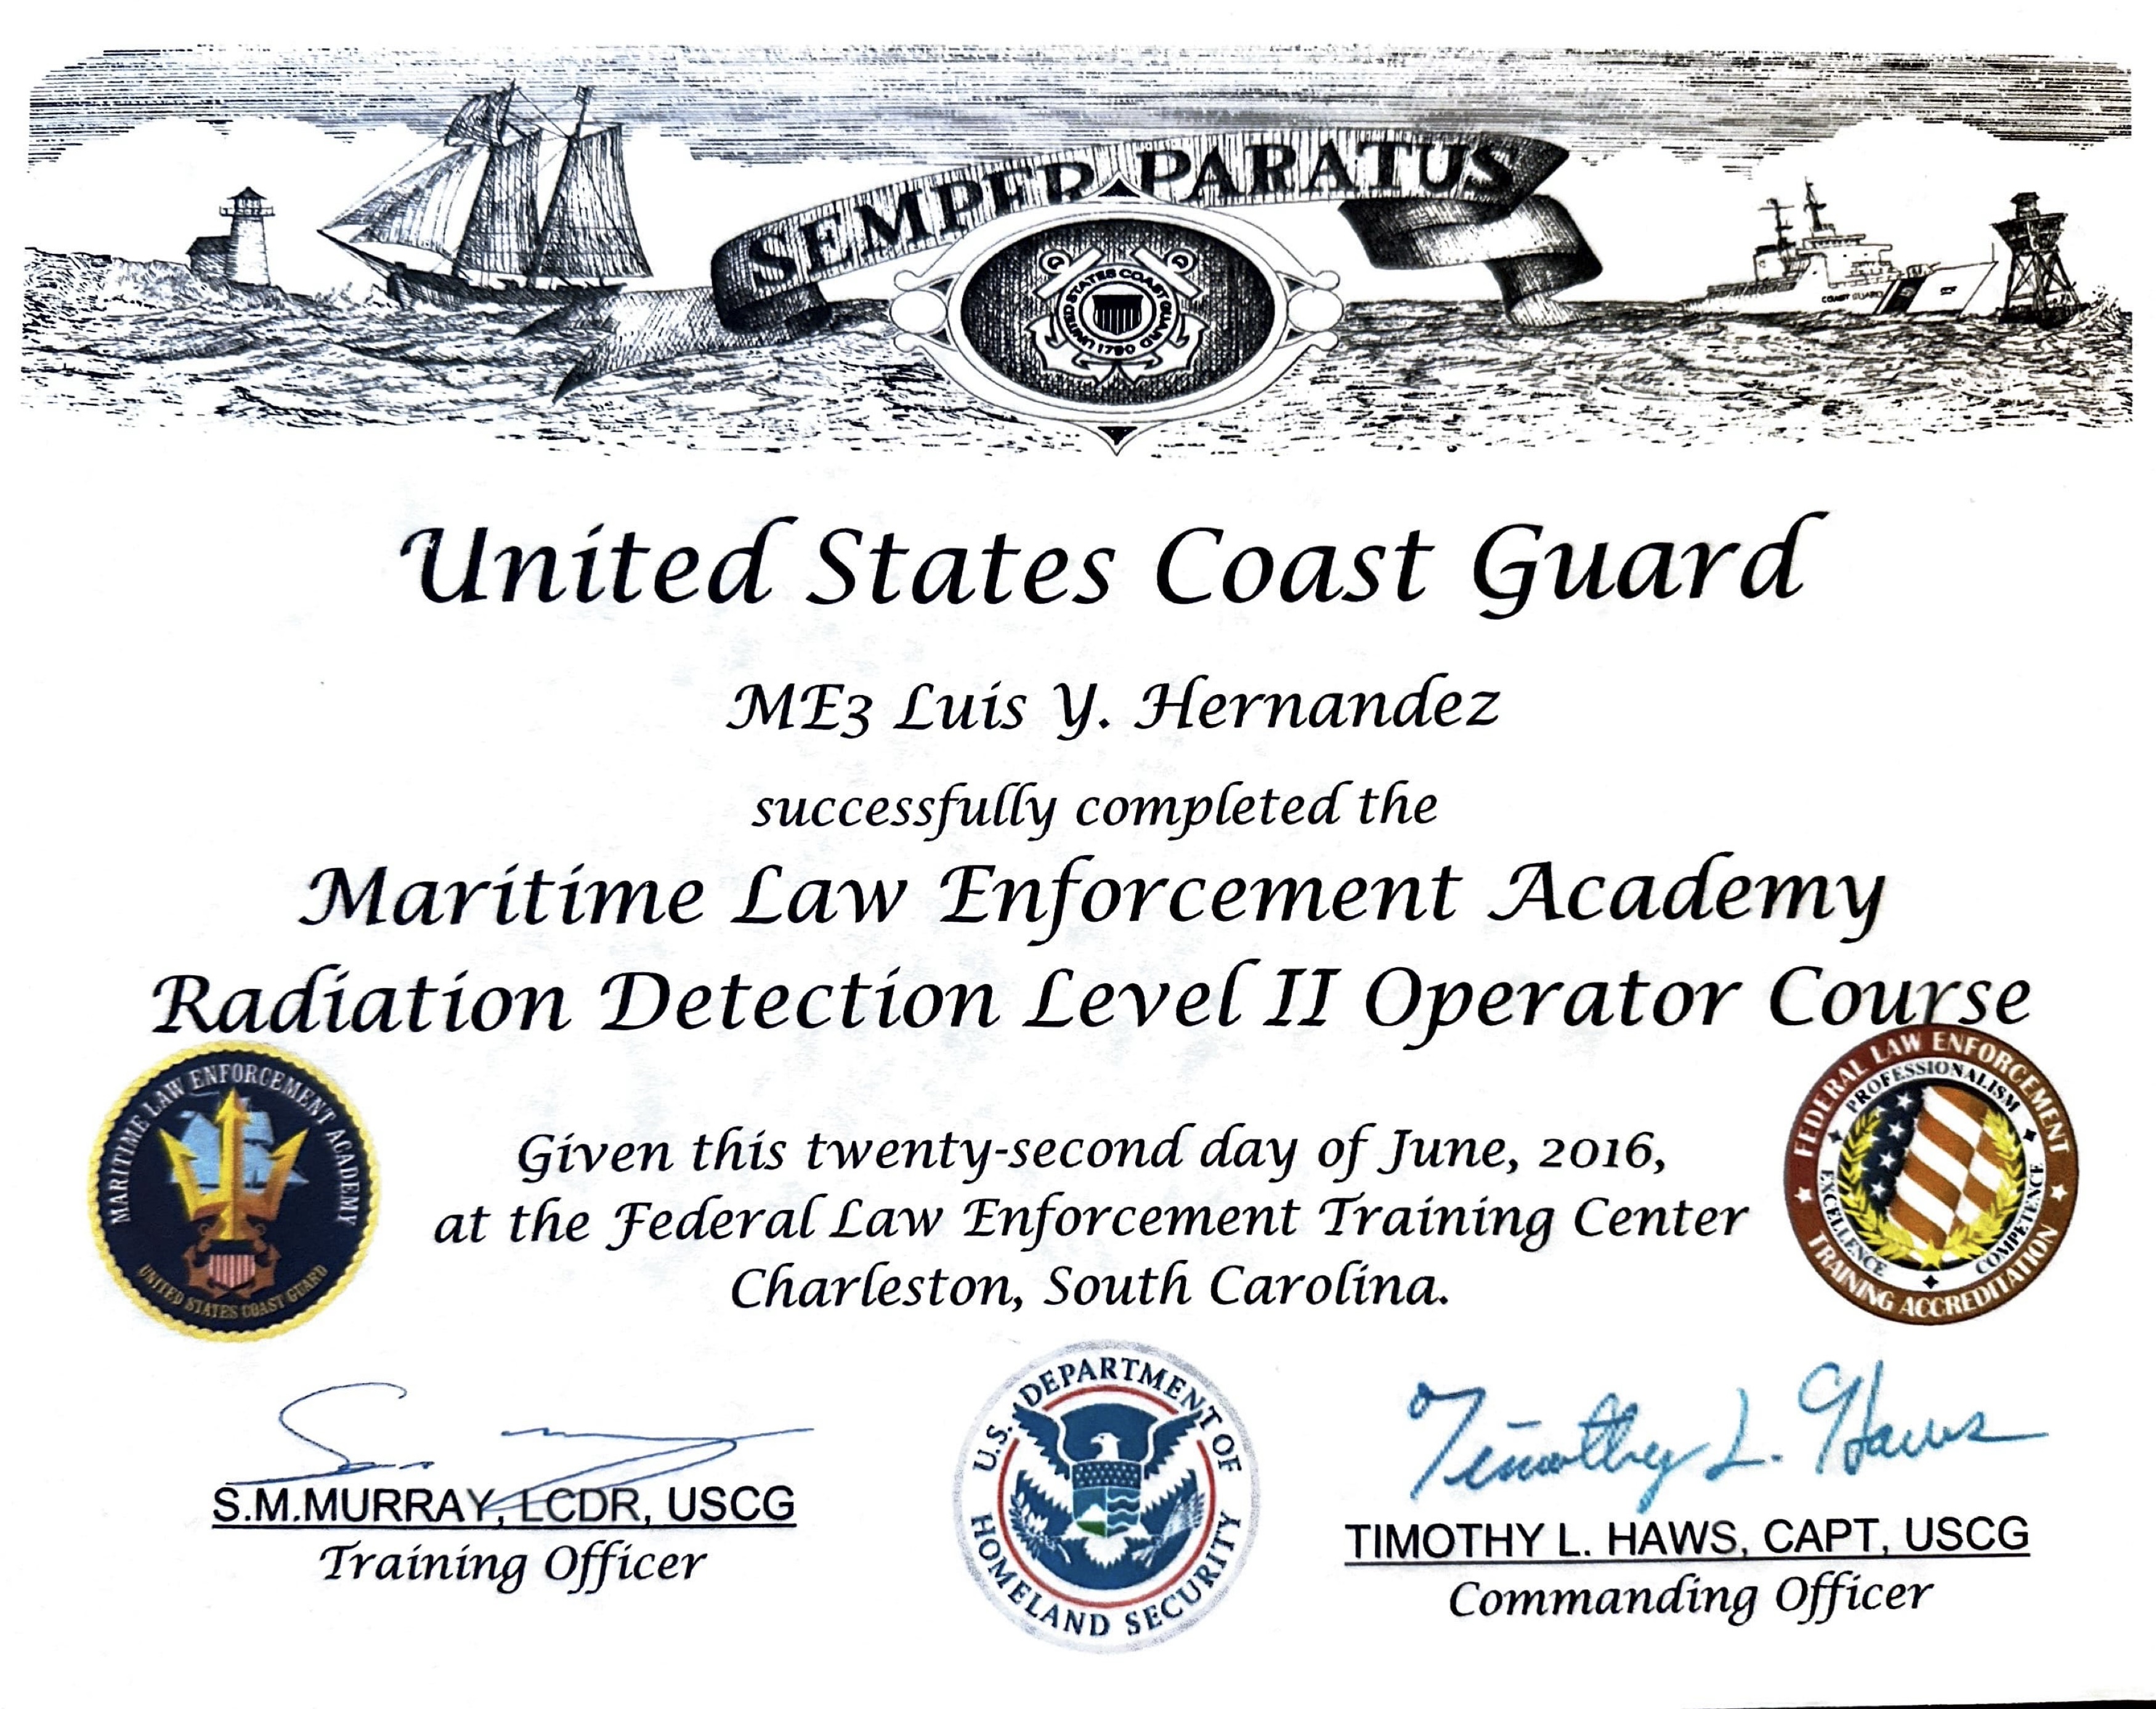 SEMPER PARATUS
UNITED STATES COAST GUARD
1790
COAST GUARD
United States Coast Guard
ME3 Luis Y. Hernandez
successfully completed the
Maritime Law Enforcement Academy
Radiation Detection Level II Operator Course
MARITIME LAW ENFORCEMENT ACADEMY
UNITED STATES COAST GUARD
Given this twenty-second day of June, 2016,
at the Federal Law Enforcement Training Center
Charleston, South Carolina.
FEDERAL LAW ENFORCEMENT
TRAINING ACCREDITATION
PROFESSIONALISM
EXCELLENCE
COMPETENCE
Timothy L. Haws
S.M.MURRAY, LCDR, USCG
Training Officer
U.S. DEPARTMENT OF
HOMELAND SECURITY
TIMOTHY L. HAWS, CAPT, USCG
Commanding Officer